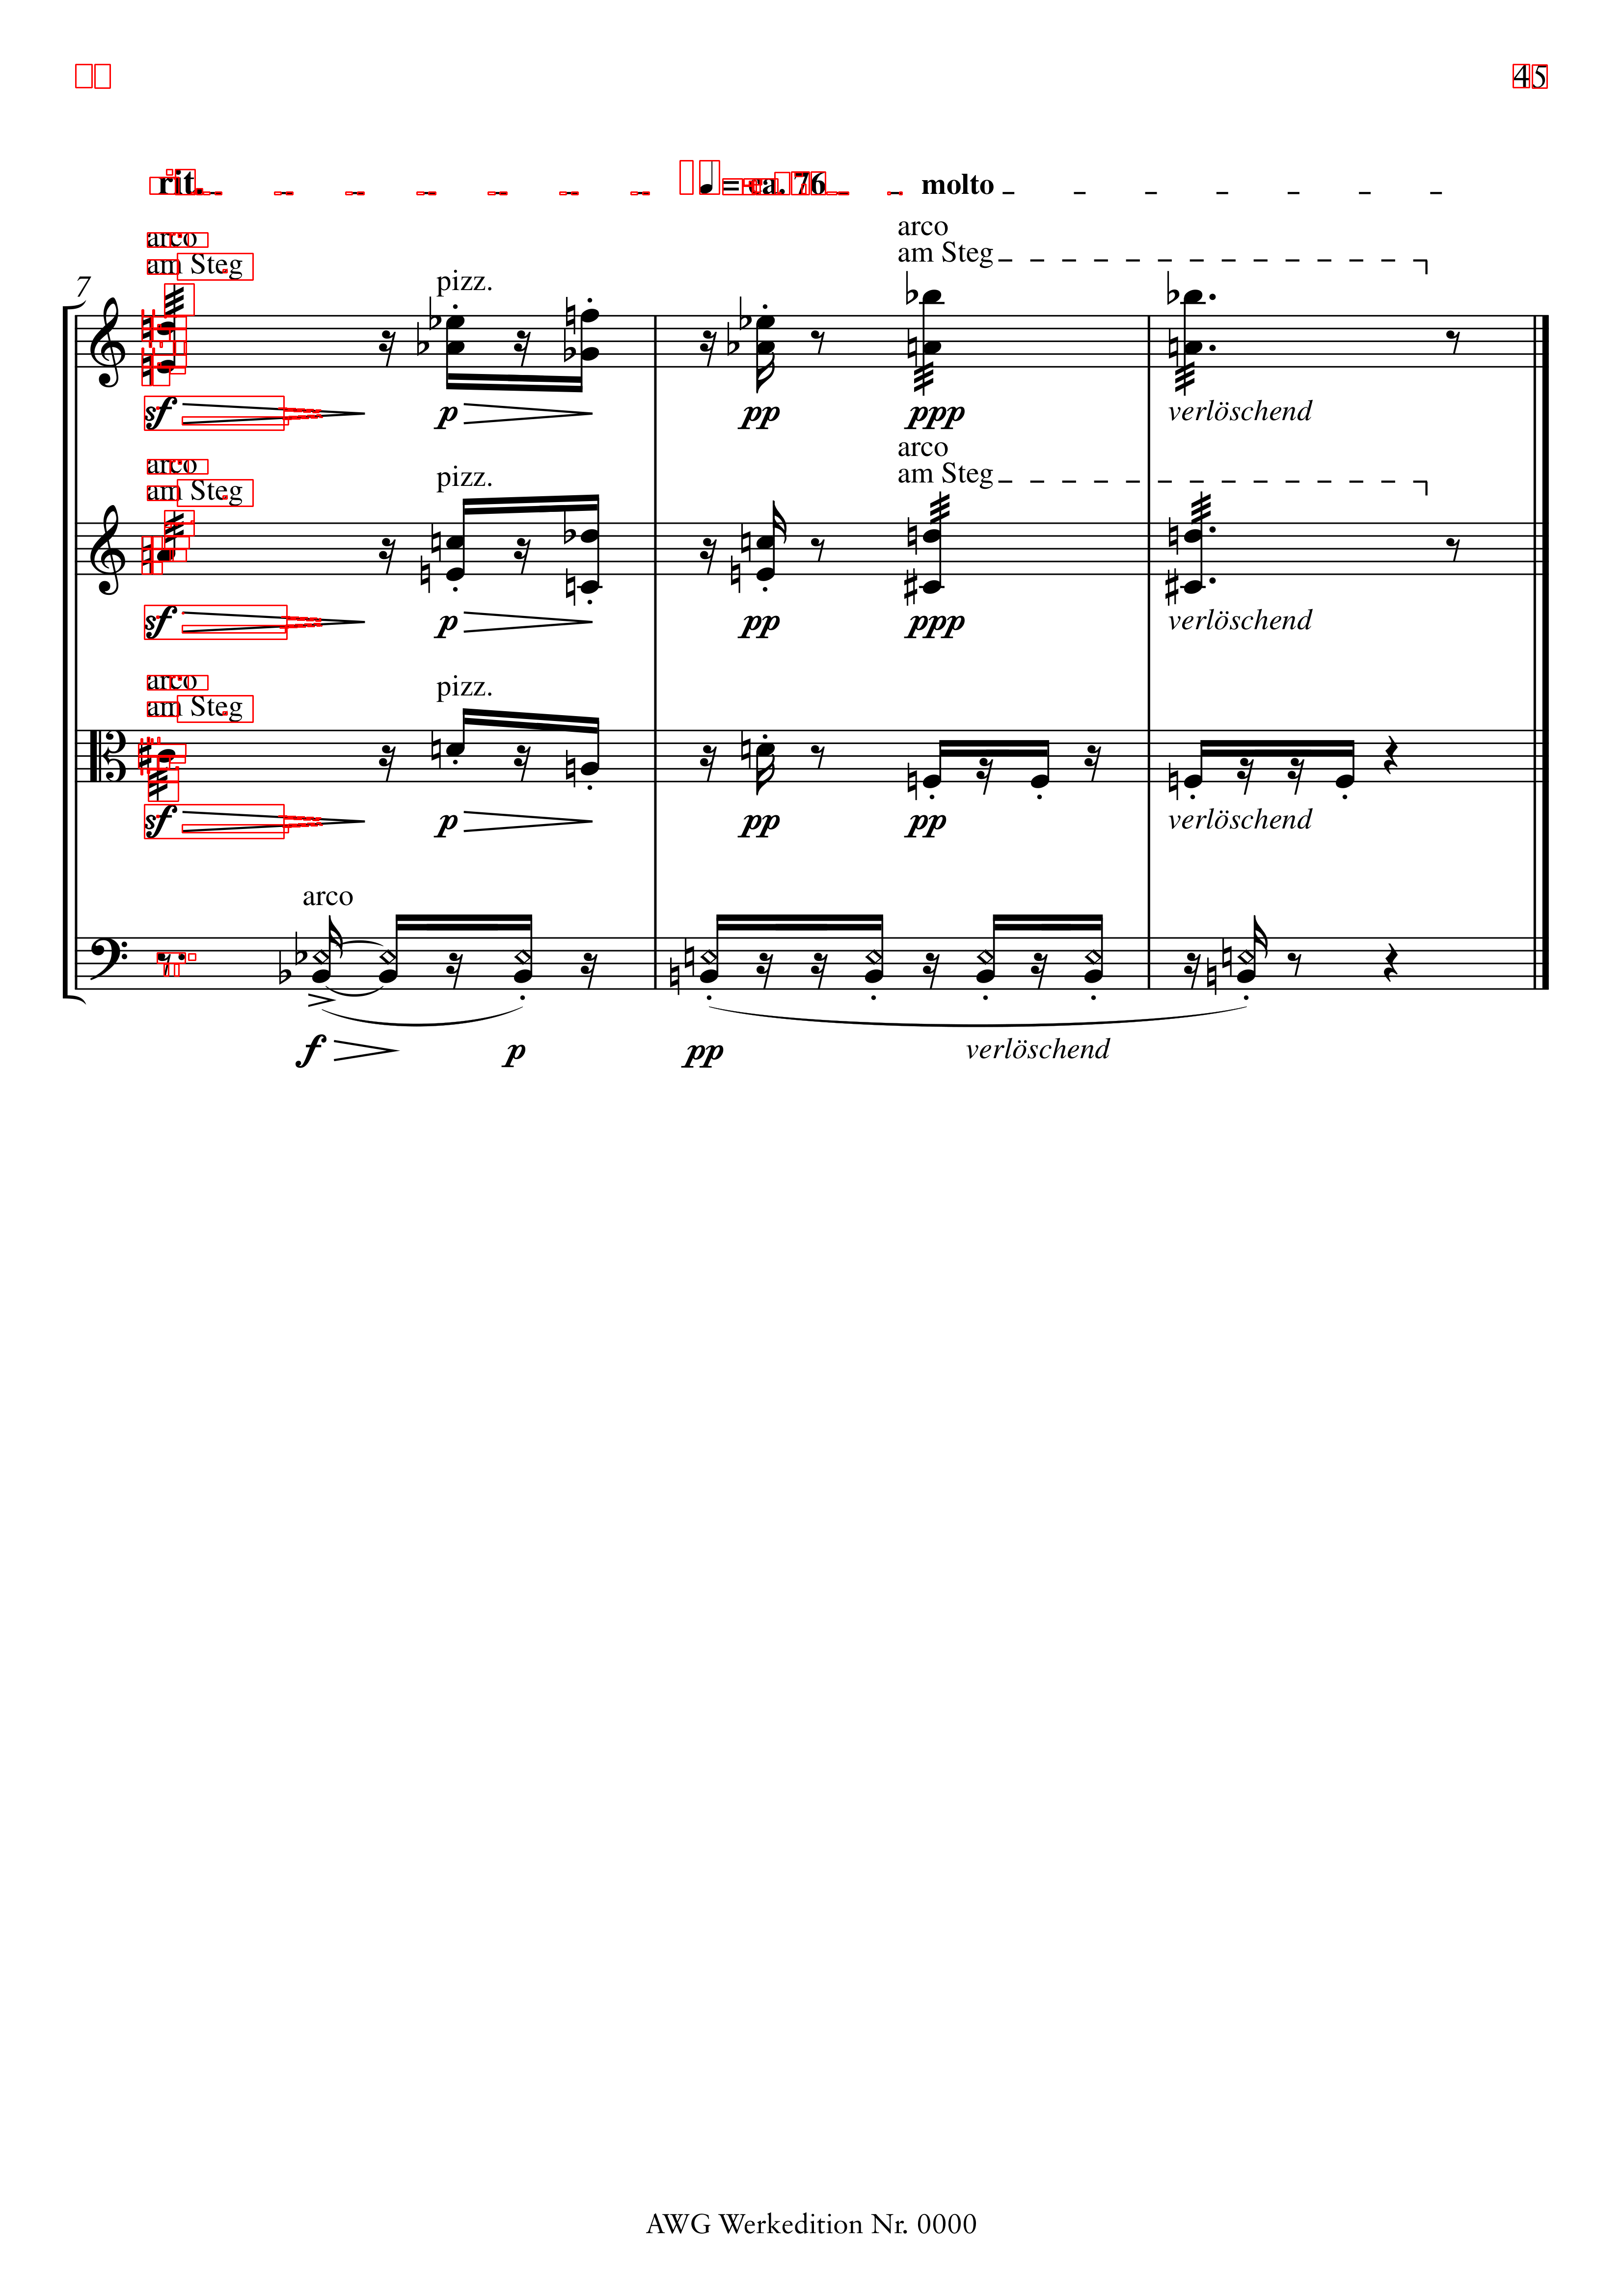 45
rit. ♩ = ca. 76 molto
arco
am Steg
arco
am Steg
7
pizz.
sf p pp ppp verlöschend
arco
am Steg
arco
am Steg
pizz.
sf p pp ppp verlöschend
arco
am Steg
pizz.
sf p pp pp verlöschend
arco
f p pp verlöschend
AWG Werkedition Nr. 0000